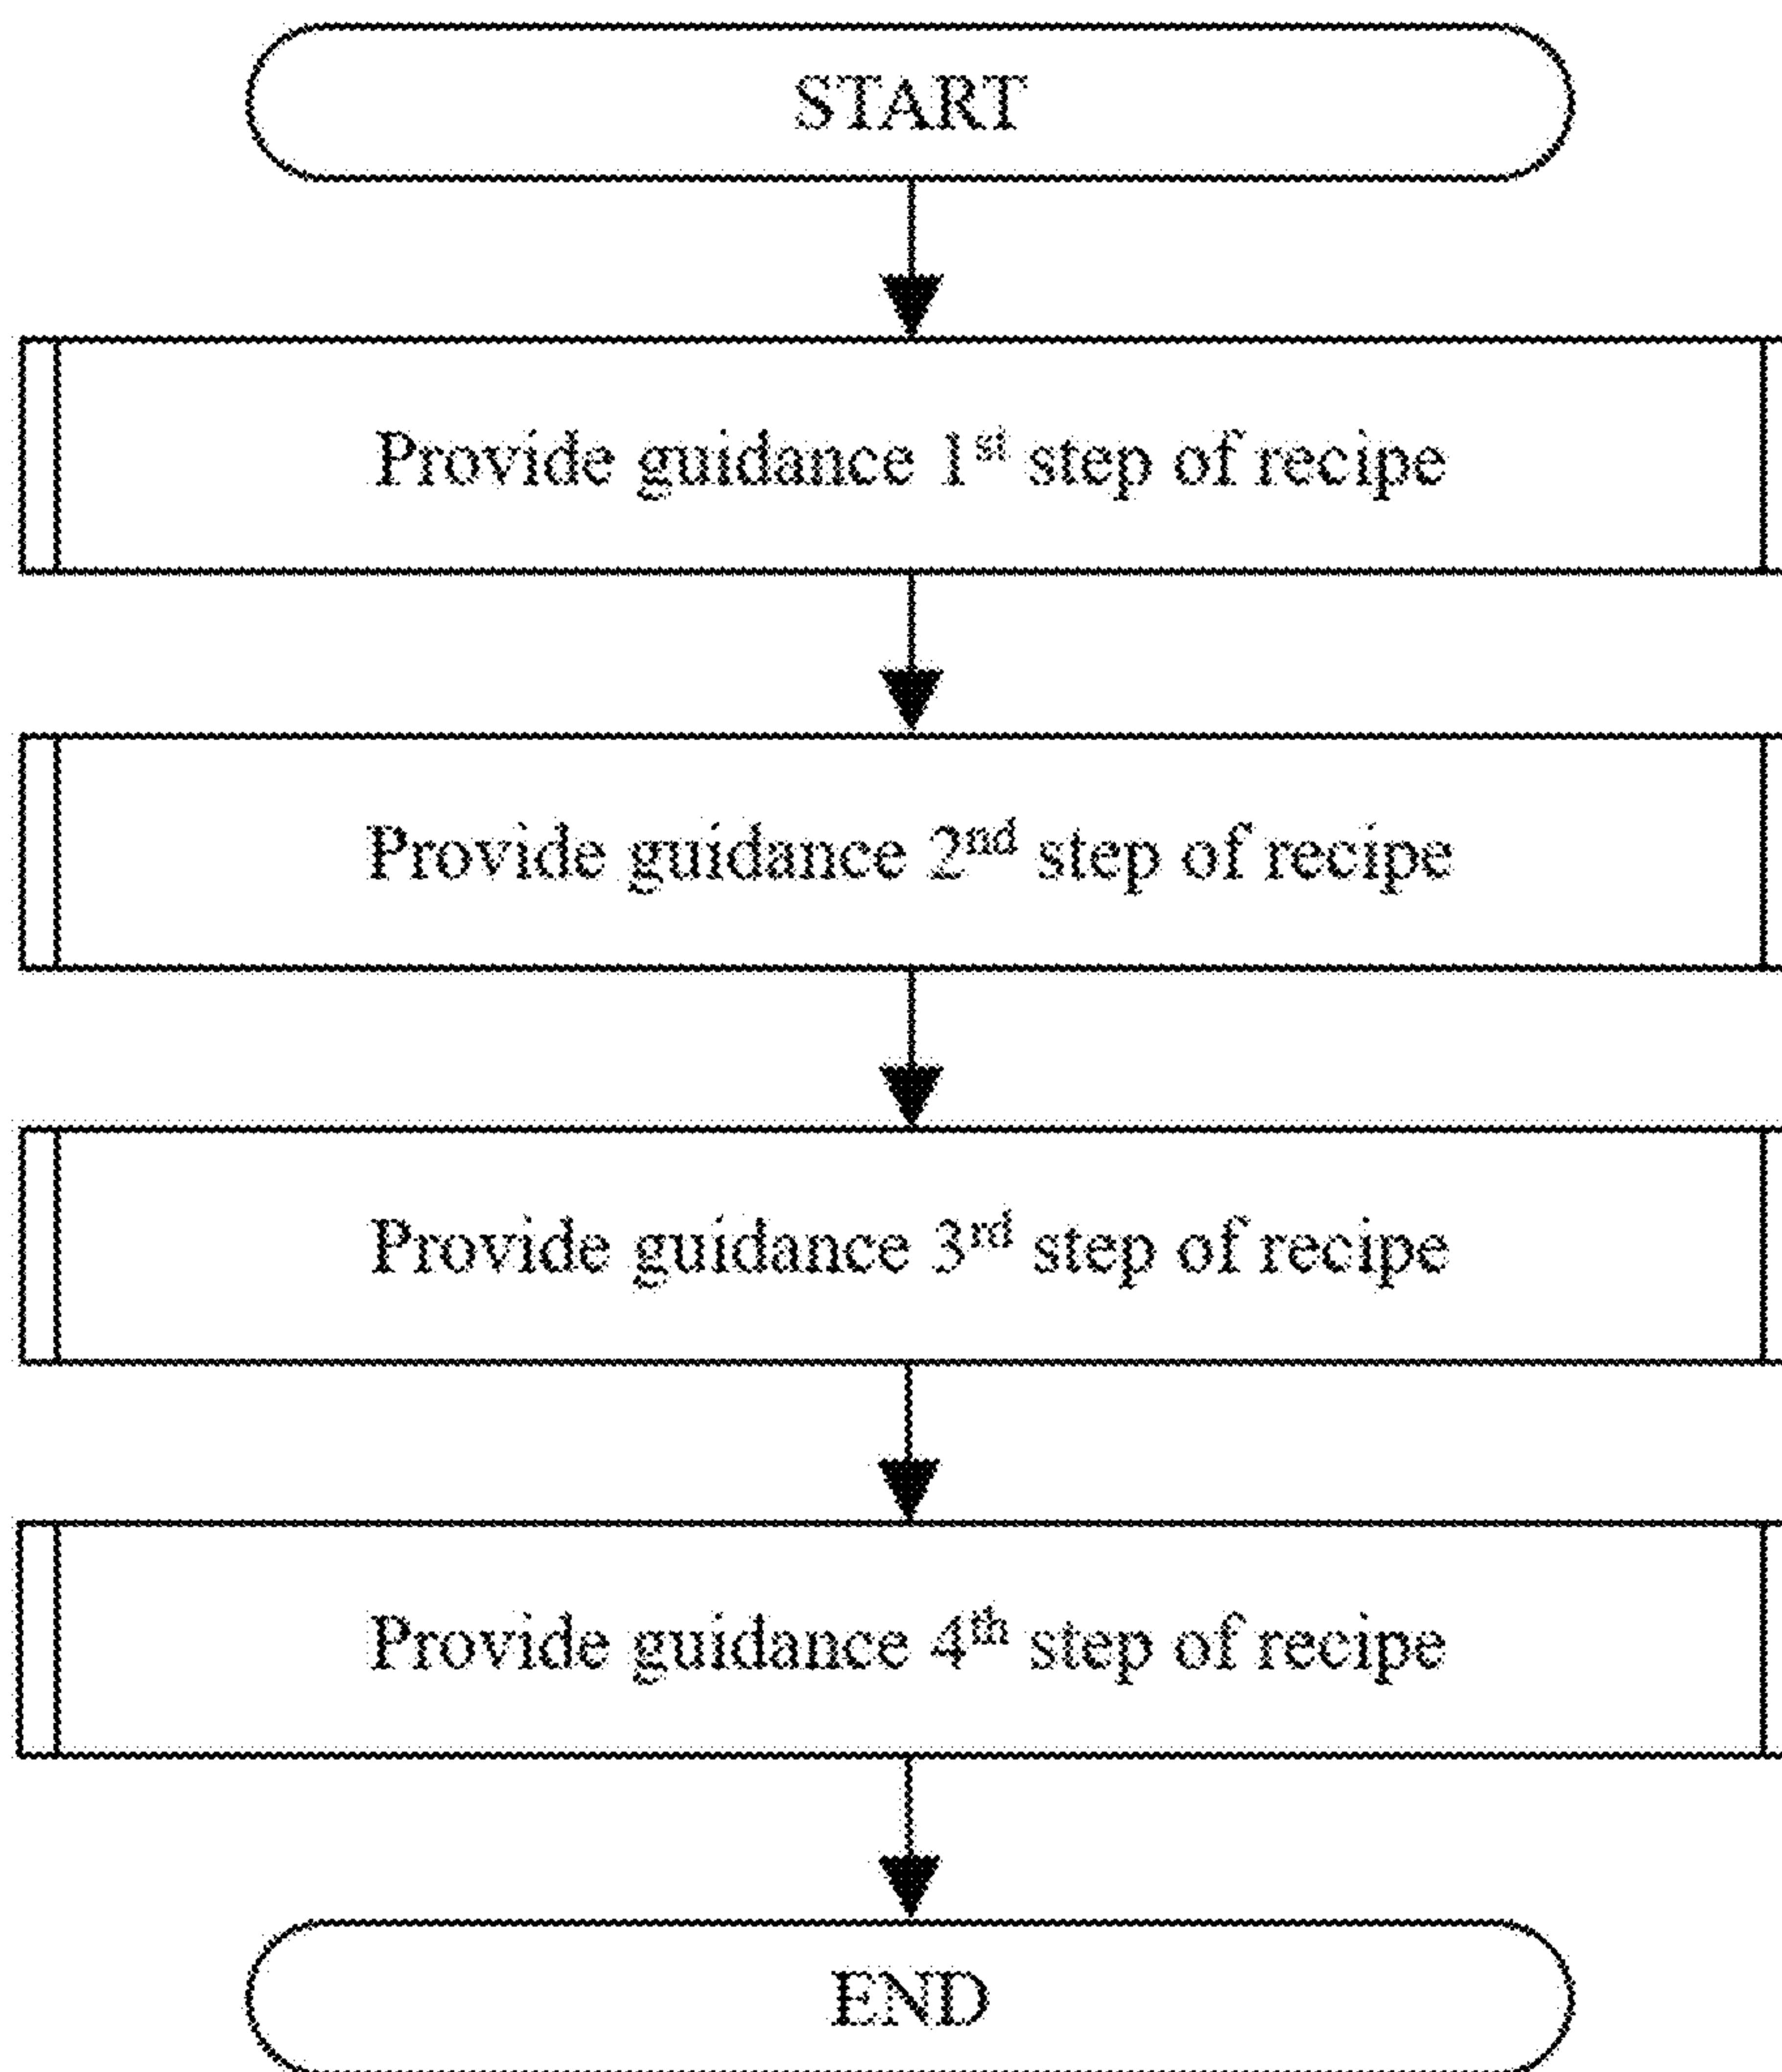 START
Provide guidance 1st step of recipe
Provide guidance 2nd step of recipe
Provide guidance 3rd step of recipe
Provide guidance 4th step of recipe
END